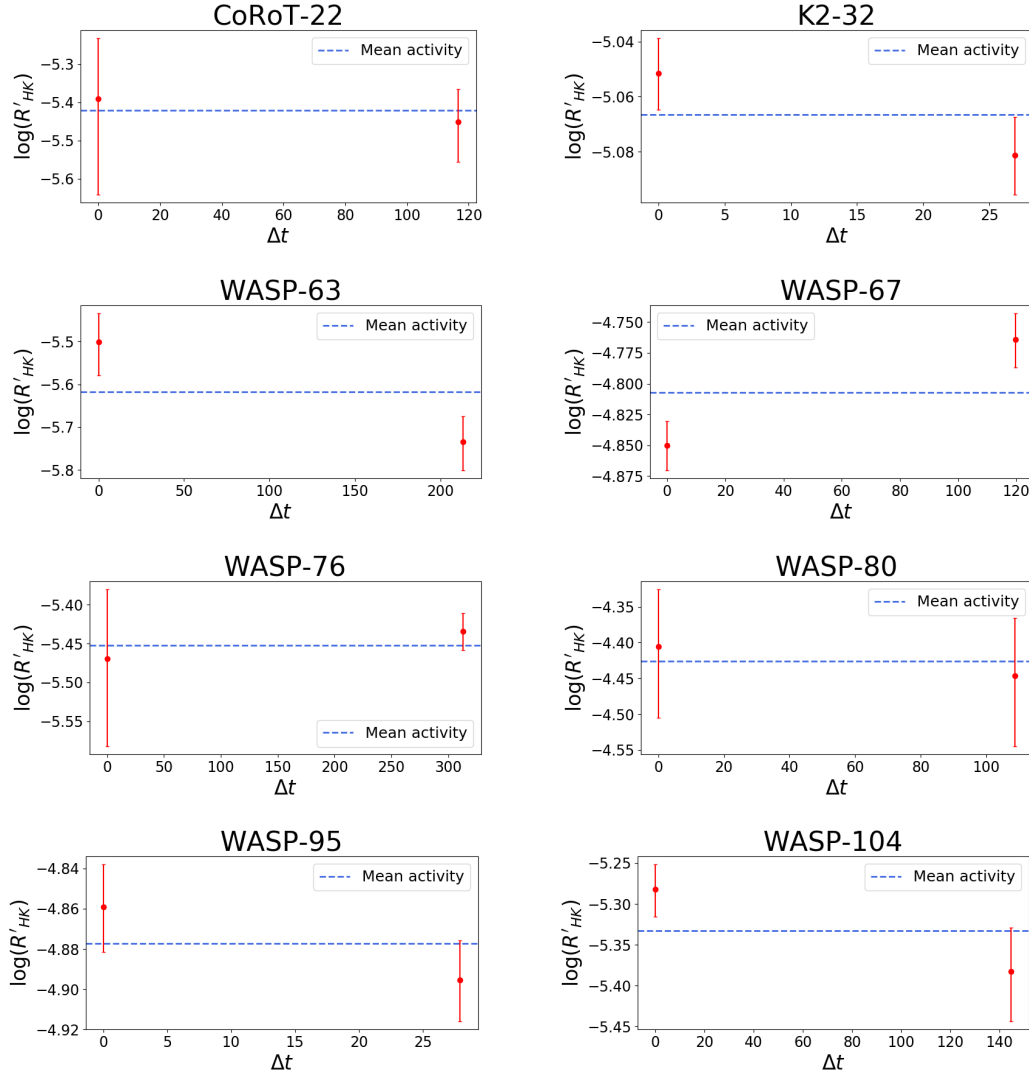 CoRoT-22
−5.3
−5.4
−5.5
−5.6
log(R'HK)
Mean activity
0 20 40 60 80 100 120
Δt
K2-32
−5.04
−5.06
−5.08
log(R'HK)
Mean activity
0 5 10 15 20 25
Δt
WASP-63
−5.5
−5.6
−5.7
−5.8
log(R'HK)
Mean activity
0 50 100 150 200
Δt
WASP-67
−4.750
−4.775
−4.800
−4.825
−4.850
−4.875
log(R'HK)
Mean activity
0 20 40 60 80 100 120
Δt
WASP-76
−5.40
−5.45
−5.50
−5.55
log(R'HK)
Mean activity
0 50 100 150 200 250 300
Δt
WASP-80
−4.35
−4.40
−4.45
−4.50
−4.55
log(R'HK)
Mean activity
0 20 40 60 80 100
Δt
WASP-95
−4.84
−4.86
−4.88
−4.90
−4.92
log(R'HK)
Mean activity
0 5 10 15 20 25
Δt
WASP-104
−5.25
−5.30
−5.35
−5.40
−5.45
log(R'HK)
Mean activity
0 20 40 60 80 100 120 140
Δt